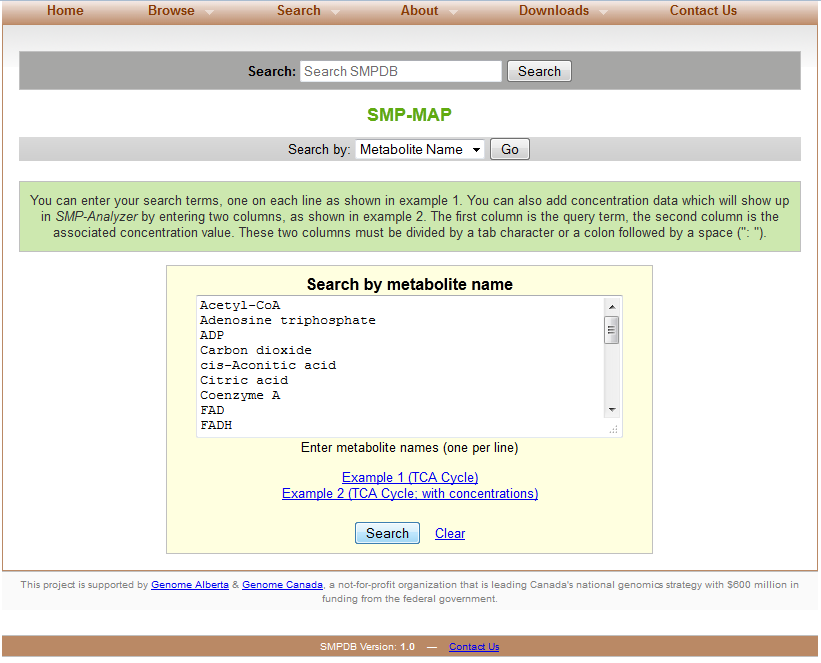 Home Browse Search About Downloads Contact Us
Search: Search SMPDB Search
SMP-MAP
Search by: Metabolite Name Go
You can enter your search terms, one on each line as shown in example 1. You can also add concentration data which will show up
in SMP-Analyzer by entering two columns, as shown in example 2. The first column is the query term, the second column is the
associated concentration value. These two columns must be divided by a tab character or a colon followed by a space (": ").
Search by metabolite name
Acetyl-CoA
Adenosine triphosphate
ADP
Carbon dioxide
cis-Aconitic acid
Citric acid
Coenzyme A
FAD
FADH
Enter metabolite names (one per line)
Example 1 (TCA Cycle)
Example 2 (TCA Cycle; with concentrations)
Search Clear
This project is supported by Genome Alberta & Genome Canada, a not-for-profit organization that is leading Canada's national genomics strategy with $600 million in
funding from the federal government.
SMPDB Version: 1.0 — Contact Us